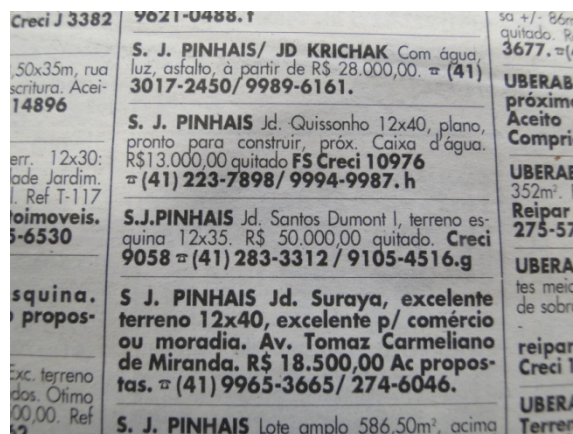 Creci J 3382
,50x35m, rua
scritura. Acei-
14896
err. 12x30:
ade Jardim.
. Ref T-117
oimoveis.
5-6530
squina.
propos-
Exc. terreno
dos. Otimo
00,00. Ref
9621-0488.f
S. J. PINHAIS/ JD KRICHAK Com água,
luz, asfalto, à partir de R$ 28.000,00. ☎ (41)
3017-2450/ 9989-6161.
S. J. PINHAIS Jd. Quissonho 12x40, plano,
pronto para construir, próx. Caixa d'água.
R$13.000,00 quitado FS Creci 10976
☎ (41) 223-7898/ 9994-9987. h
S.J.PINHAIS Jd. Santos Dumont I, terreno es-
quina 12x35. R$ 50.000,00 quitado. Creci
9058 ☎ (41) 283-3312 / 9105-4516.g
S J. PINHAIS Jd. Suraya, excelente
terreno 12x40, excelente p/ comércio
ou moradia. Av. Tomaz Carmeliano
de Miranda. R$ 18.500,00 Ac propos-
tas. ☎ (41) 9965-3665/ 274-6046.
S. J. PINHAIS Lote amplo 586,50m², acima
sa +/- 86m
quitado. R
3677. ☎(
UBERAB
próximo
Aceito
Compri
UBERAB
352m².
Reipar
275-57
UBERA
tes meio
de sobr
reipar
Creci 1
UBERA
Terren